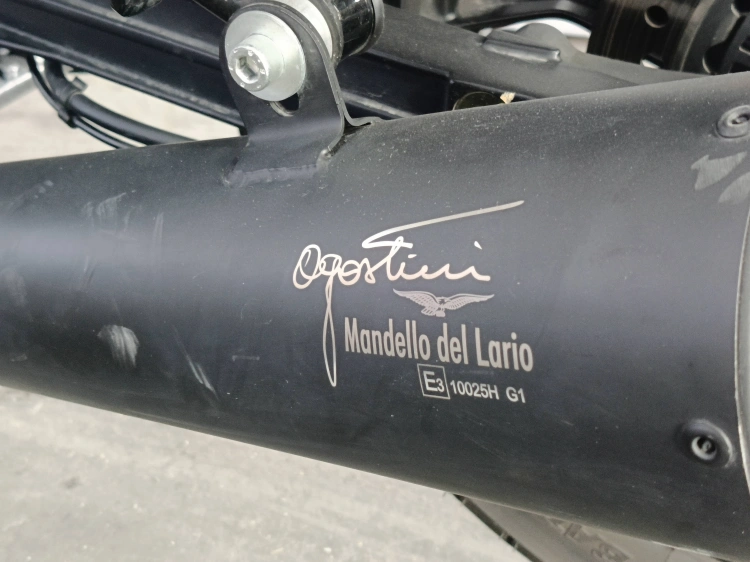 Agostini
Mandello del Lario
E3 10025H G1